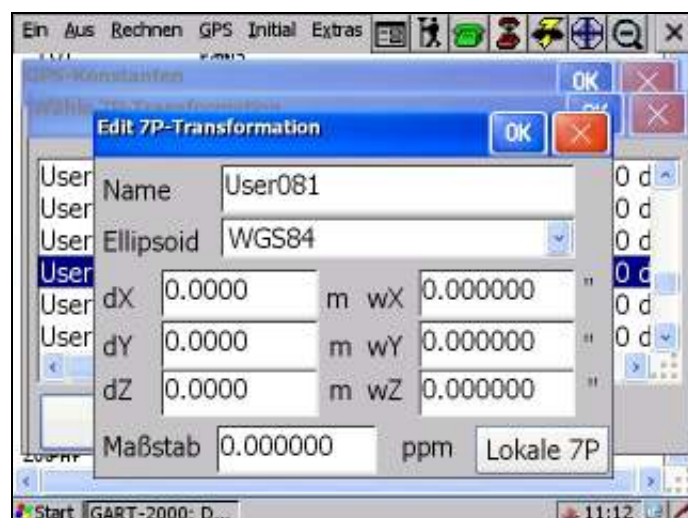 Ein Aus Rechnen GPS Initial Extras
GPS-Konstanten OK
Wähle 7P-Transformation
Edit 7P-Transformation OK
User
User
User
User
User
User
0 d
0 d
0 d
0 d
0 d
0 d
Name User081
Ellipsoid WGS84
dX 0.0000 m wX 0.000000 "
dY 0.0000 m wY 0.000000 "
dZ 0.0000 m wZ 0.000000 "
Maßstab 0.000000 ppm Lokale 7P
Start GART-2000: D... 11:12